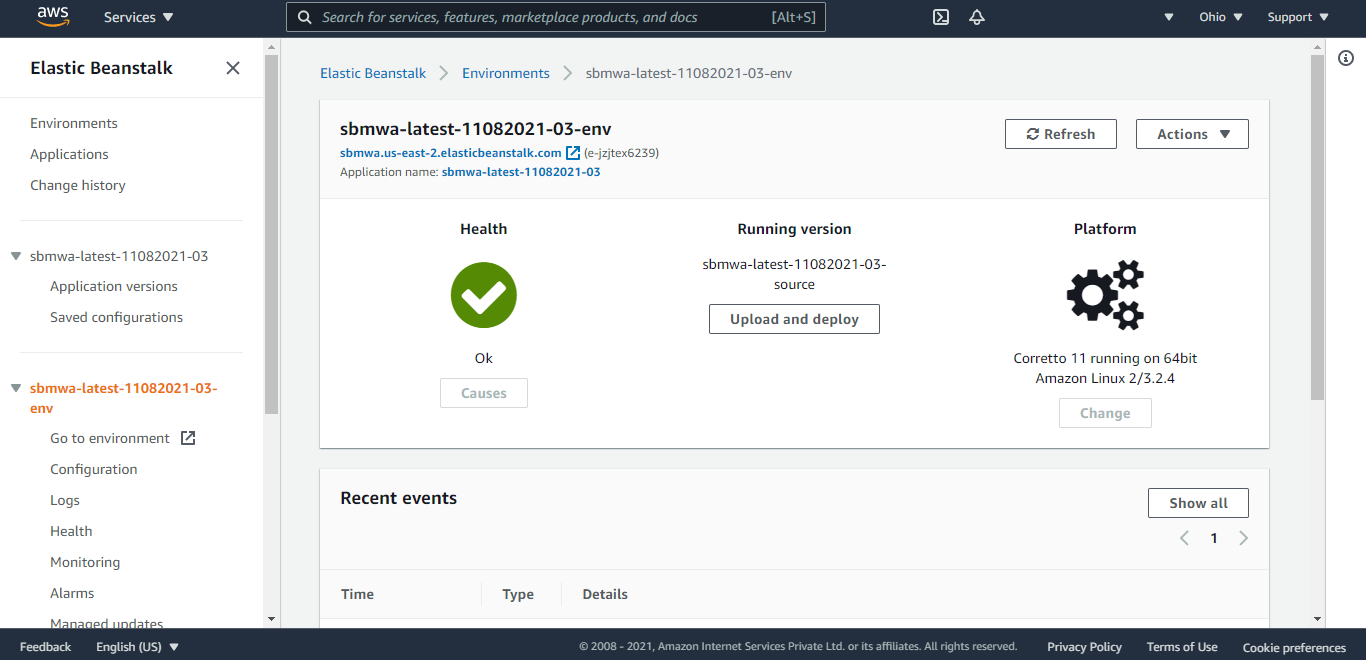 aws
Services
Search for services, features, marketplace products, and docs [Alt+S]
Ohio
Support
Elastic Beanstalk
Environments
Applications
Change history
sbmwa-latest-11082021-03
Application versions
Saved configurations
sbmwa-latest-11082021-03-
env
Go to environment
Configuration
Logs
Health
Monitoring
Alarms
Managed updates
Elastic Beanstalk
Environments
sbmwa-latest-11082021-03-env
sbmwa-latest-11082021-03-env
sbmwa.us-east-2.elasticbeanstalk.com (e-jzjtex6239)
Application name: sbmwa-latest-11082021-03
Refresh
Actions
Health
Ok
Causes
Running version
sbmwa-latest-11082021-03-
source
Upload and deploy
Platform
Corretto 11 running on 64bit
Amazon Linux 2/3.2.4
Change
Recent events
Show all
1
Time Type Details
Feedback English (US) © 2008 - 2021, Amazon Internet Services Private Ltd. or its affiliates. All rights reserved. Privacy Policy Terms of Use Cookie preferences